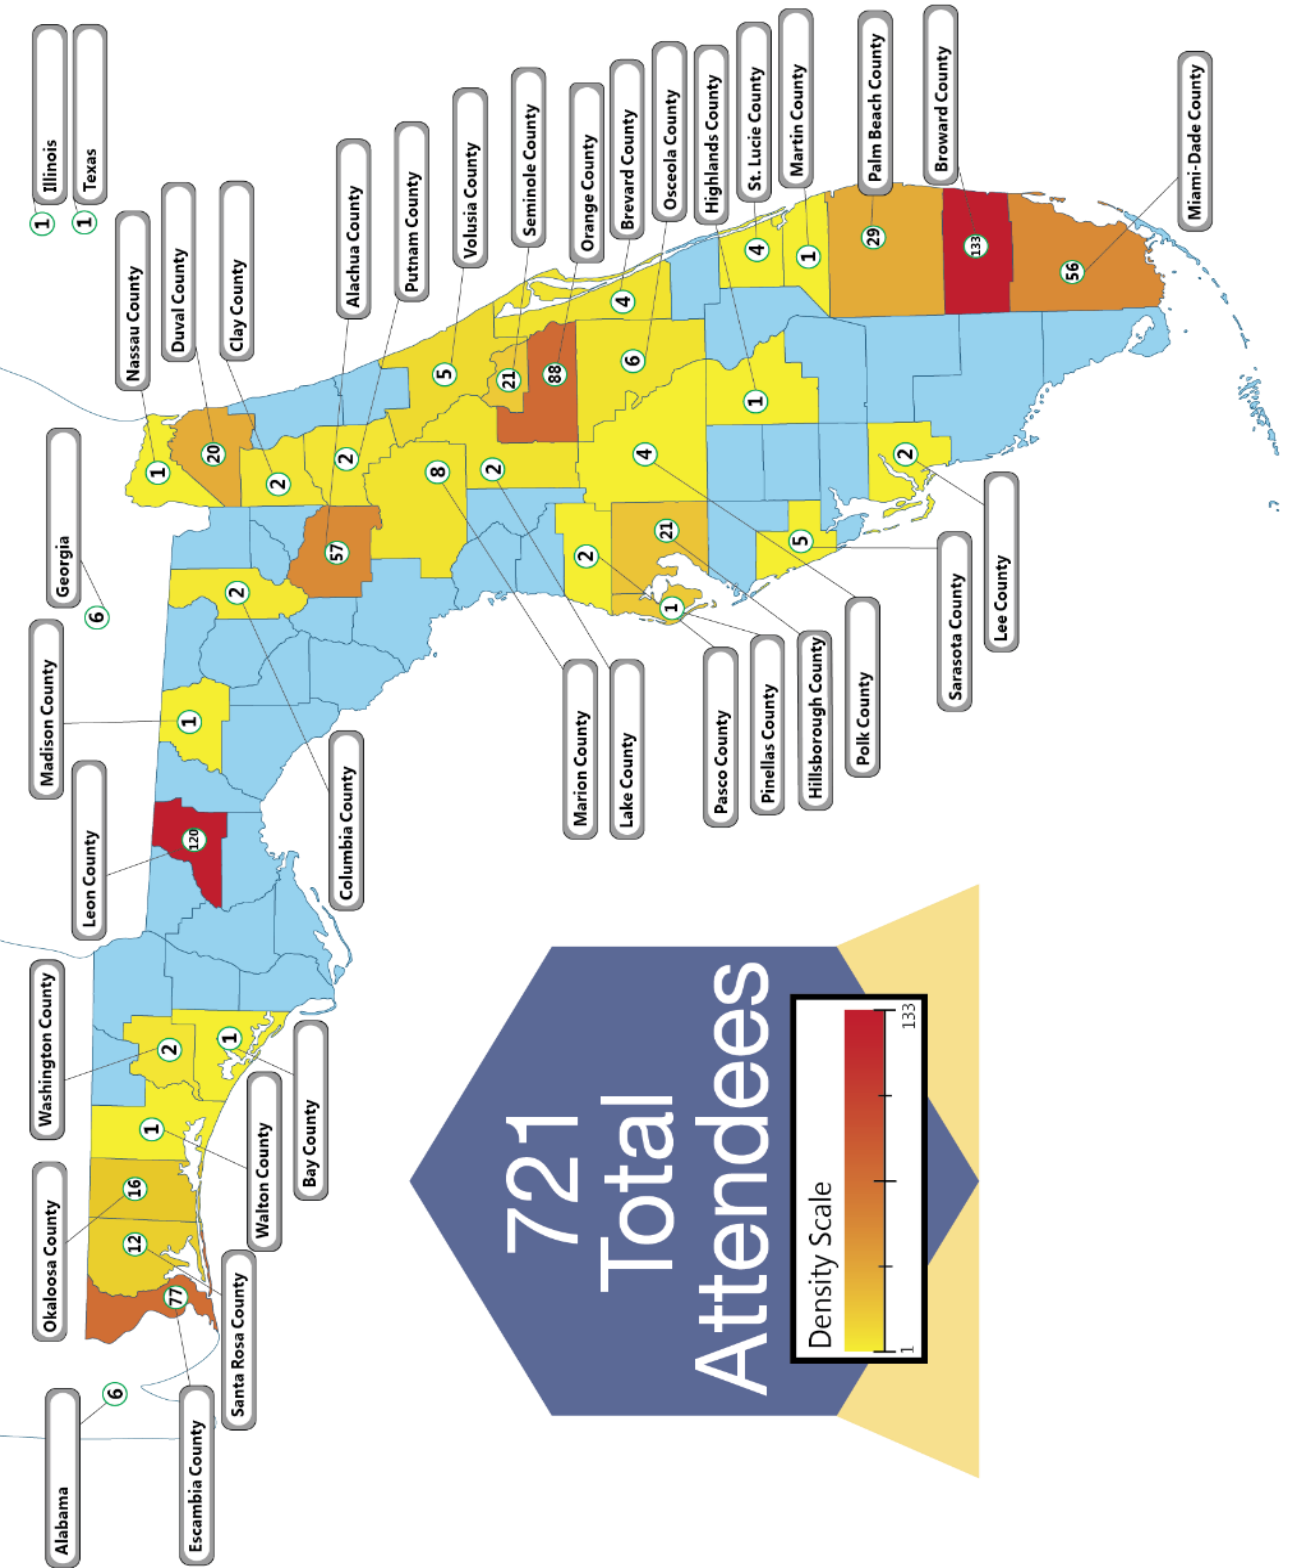 Alabama
6
Escambia County
77
Santa Rosa County
12
Okaloosa County
16
Walton County
1
Washington County
2
Bay County
1
Leon County
120
Madison County
1
Georgia
6
Columbia County
2
Nassau County
1
Duval County
20
Clay County
2
Alachua County
57
Putnam County
2
Volusia County
5
Seminole County
21
Orange County
88
Brevard County
4
Osceola County
6
Highlands County
1
St. Lucie County
4
Martin County
1
Palm Beach County
29
Broward County
133
Miami-Dade County
56
Illinois
1
Texas
1
Marion County
8
Lake County
2
Pasco County
2
Pinellas County
1
Hillsborough County
21
Polk County
4
Sarasota County
5
Lee County
2
721
Total
Attendees
Density Scale
1
133